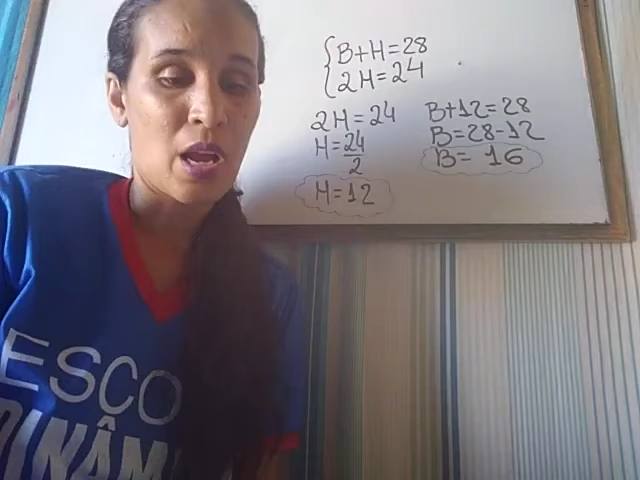 B+H=28
2H=24
2H=24
H=24
2
H=12
B+12=28
B=28-12
B= 16
ESCO
DINÂM